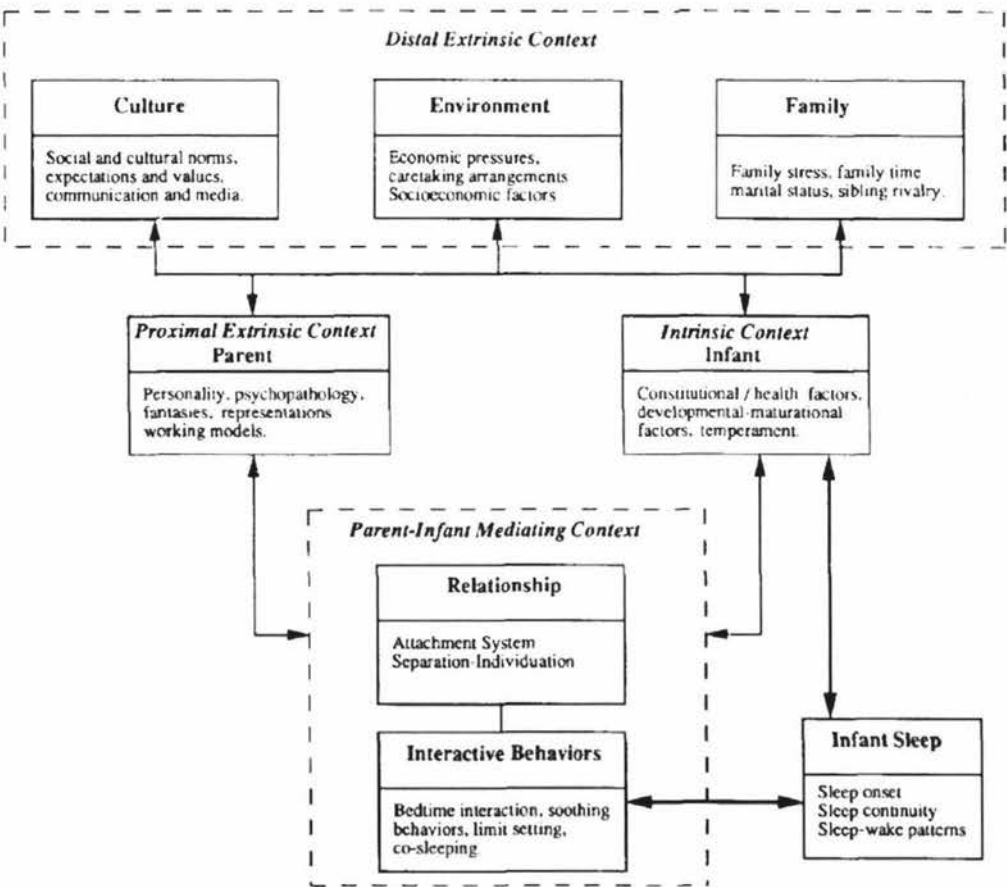 Distal Extrinsic Context
Culture
Social and cultural norms,
expectations and values,
communication and media.
Environment
Economic pressures,
caretaking arrangements
Socioeconomic factors
Family
Family stress, family time
marital status, sibling rivalry.
Proximal Extrinsic Context
Parent
Personality, psychopathology,
fantasies, representations
working models.
Intrinsic Context
Infant
Constitutional / health factors,
developmental-maturational
factors, temperament.
Parent-Infant Mediating Context
Relationship
Attachment System
Separation-Individuation
Interactive Behaviors
Bedtime interaction, soothing
behaviors, limit setting,
co-sleeping
Infant Sleep
Sleep onset
Sleep continuity
Sleep-wake patterns